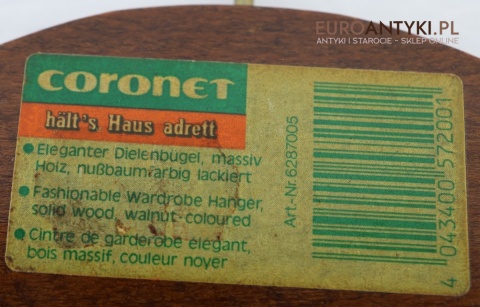 EUROANTYKI.PL
ANTYKI I STAROCIE - SKLEP ONLINE
coroneT
hält's Haus adrett
• Eleganter Dielenbügel, massiv
Holz, nußbaumfarbig lackiert
• Fashionable Wardrobe Hanger,
solid wood, walnut-coloured
• Cintre de garderobe élégant,
bois massif, couleur noyer
Art.-Nr. 6287005
4 043400 572001